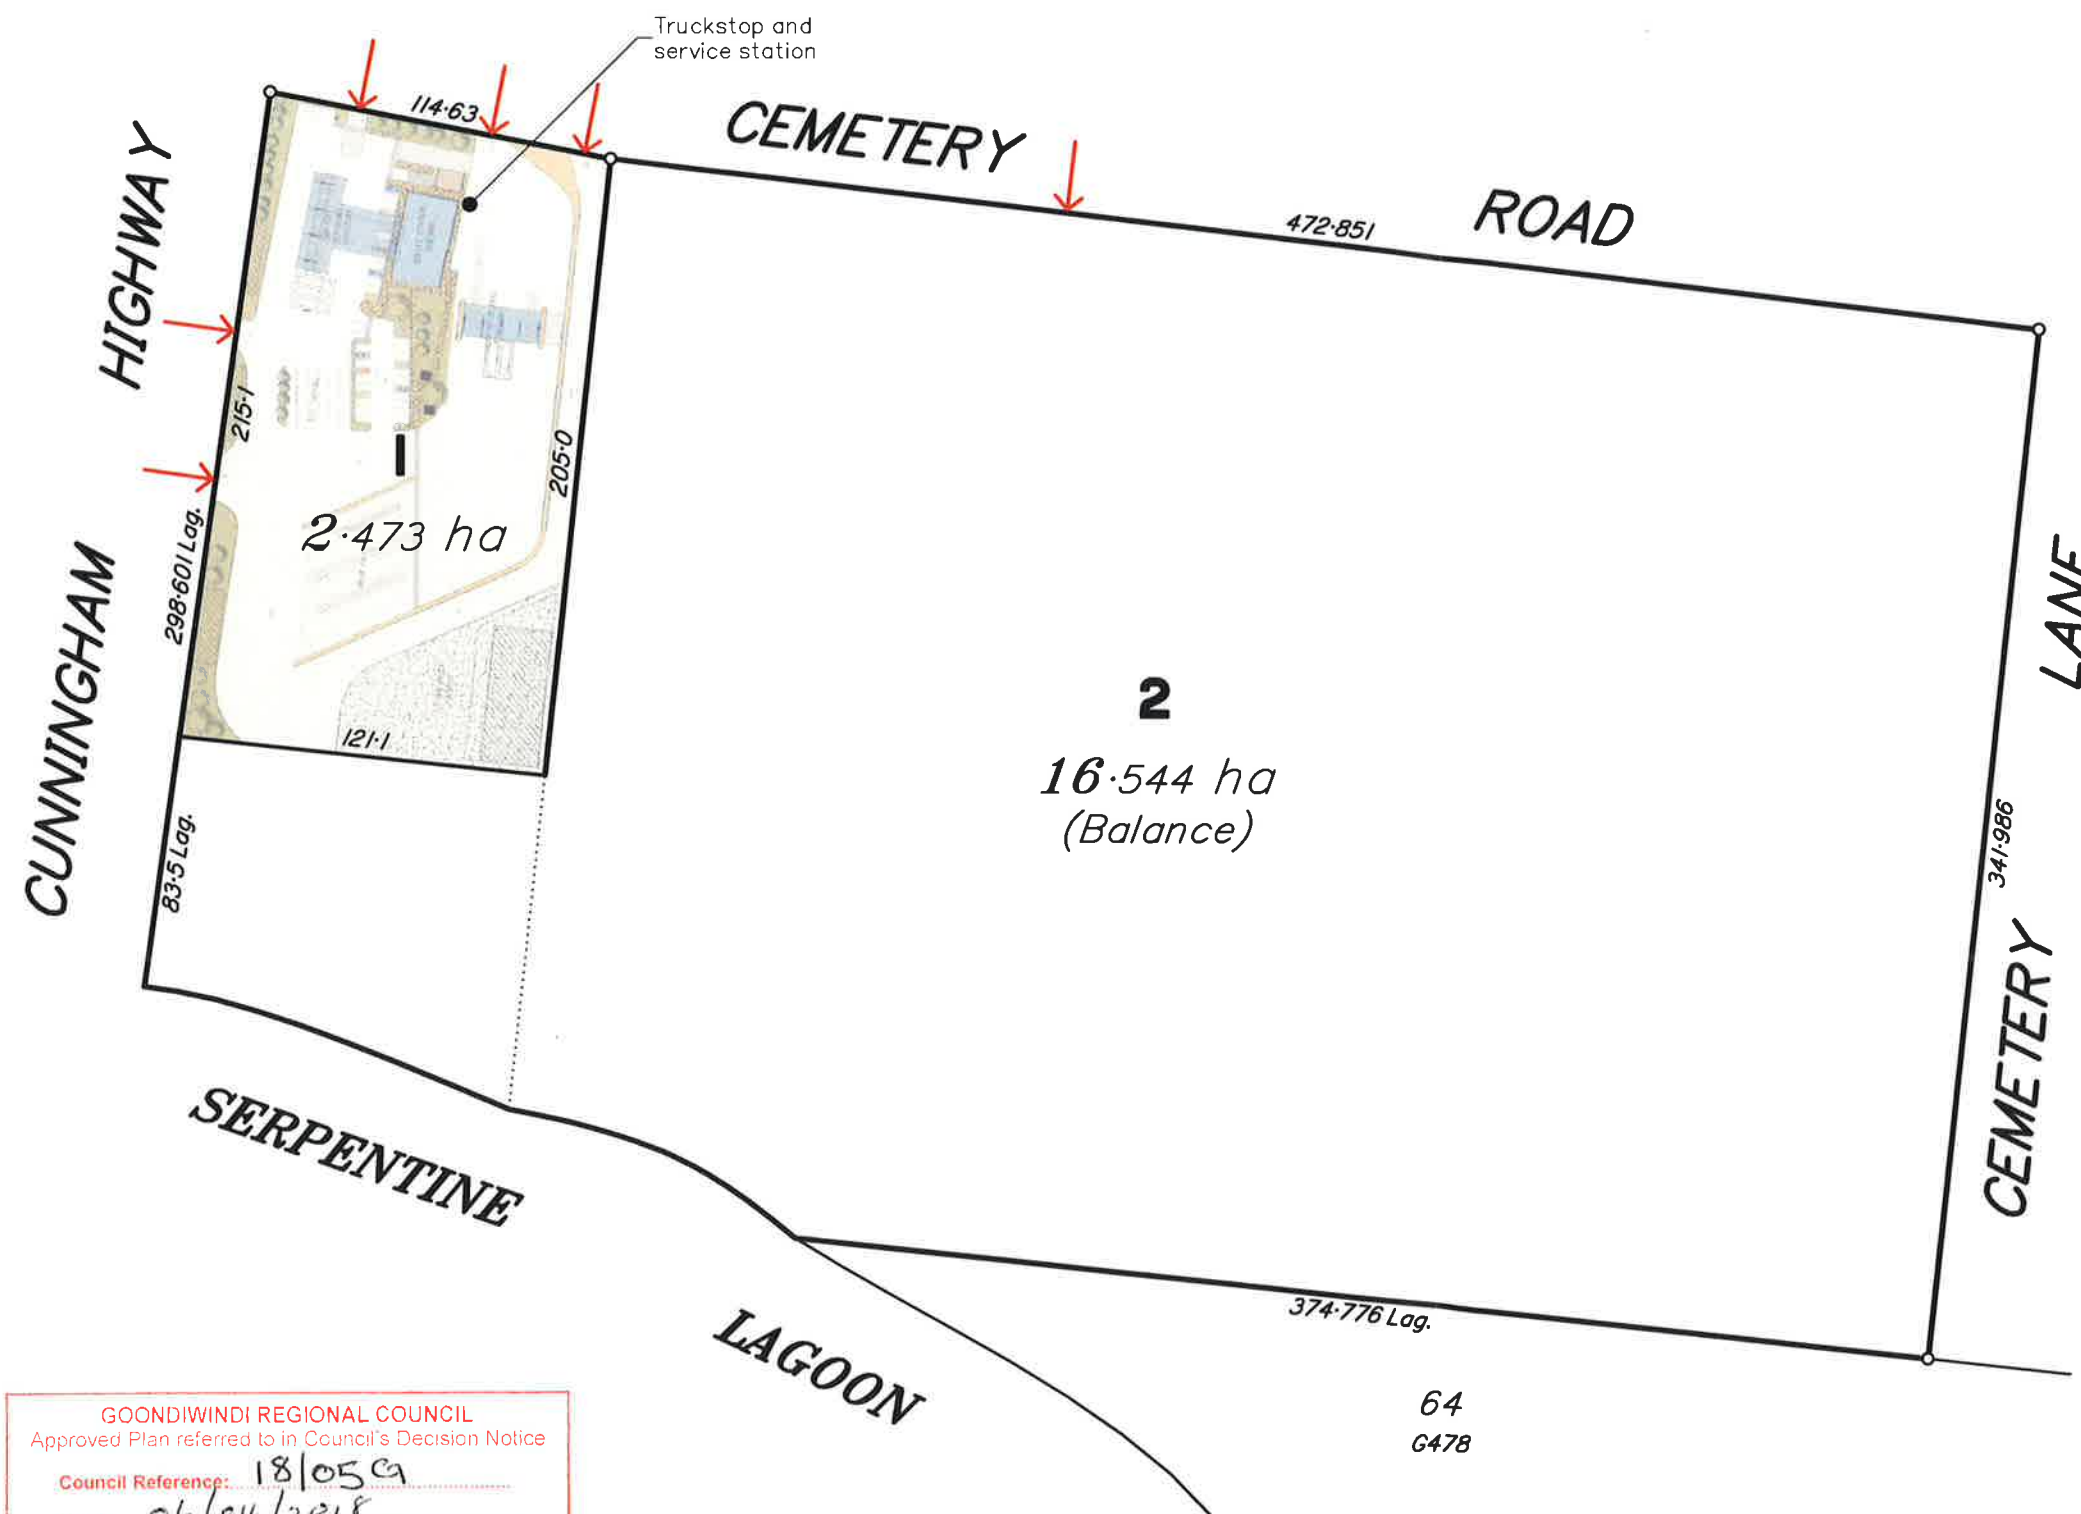 Truckstop and
service station
114·63
CEMETERY
ROAD
472·851
HIGHWAY
215·1
205·0
1
2·473 ha
298·601 Lag.
CUNNINGHAM
121·1
83·5 Lag.
2
16·544 ha
(Balance)
LANE
341·986
CEMETERY
SERPENTINE
LAGOON
374·776 Lag.
64
G478
GOONDIWINDI REGIONAL COUNCIL
Approved Plan referred to in Council's Decision Notice
Council Reference: 18/05G